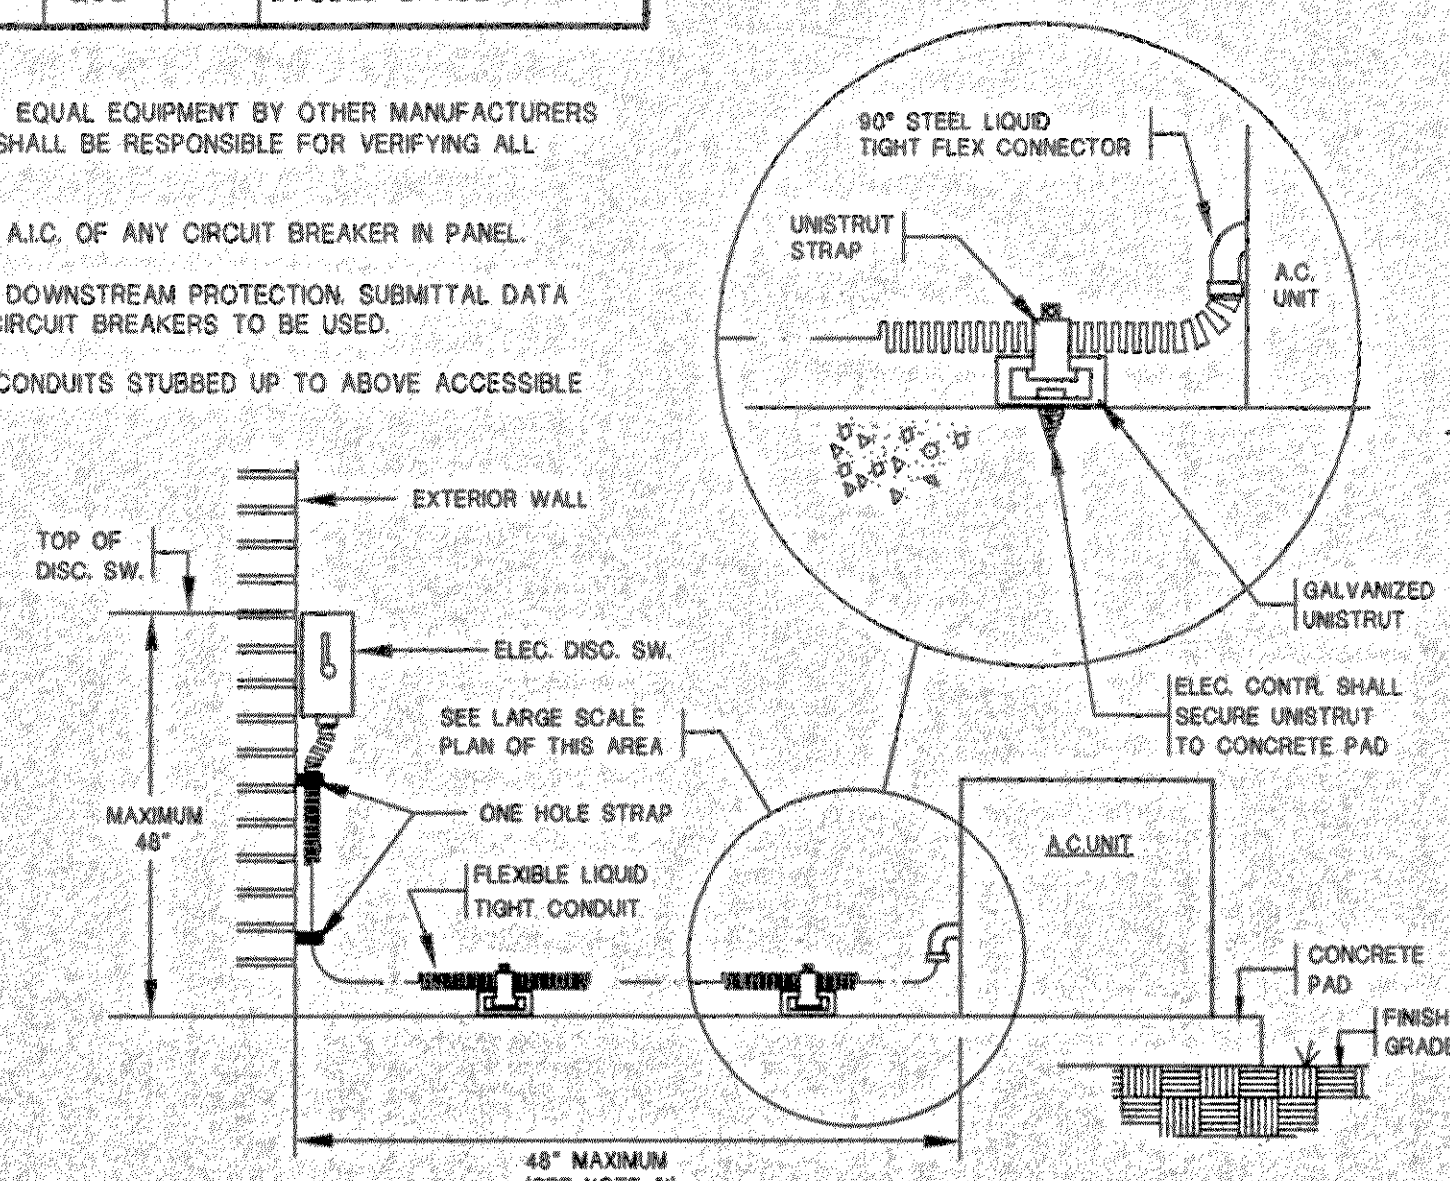 EQUAL EQUIPMENT BY OTHER MANUFACTURERS
SHALL BE RESPONSIBLE FOR VERIFYING ALL
A.I.C. OF ANY CIRCUIT BREAKER IN PANEL.
DOWNSTREAM PROTECTION. SUBMITTAL DATA
CIRCUIT BREAKERS TO BE USED.
CONDUITS STUBBED UP TO ABOVE ACCESSIBLE
90° STEEL LIQUID
TIGHT FLEX CONNECTOR
UNISTRUT
STRAP
A.C.
UNIT
GALVANIZED
UNISTRUT
ELEC. CONTR. SHALL
SECURE UNISTRUT
TO CONCRETE PAD
EXTERIOR WALL
TOP OF
DISC. SW.
ELEC. DISC. SW.
SEE LARGE SCALE
PLAN OF THIS AREA
MAXIMUM
48"
ONE HOLE STRAP
A.C.UNIT
FLEXIBLE LIQUID
TIGHT CONDUIT
CONCRETE
PAD
FINISH
GRADE
48" MAXIMUM